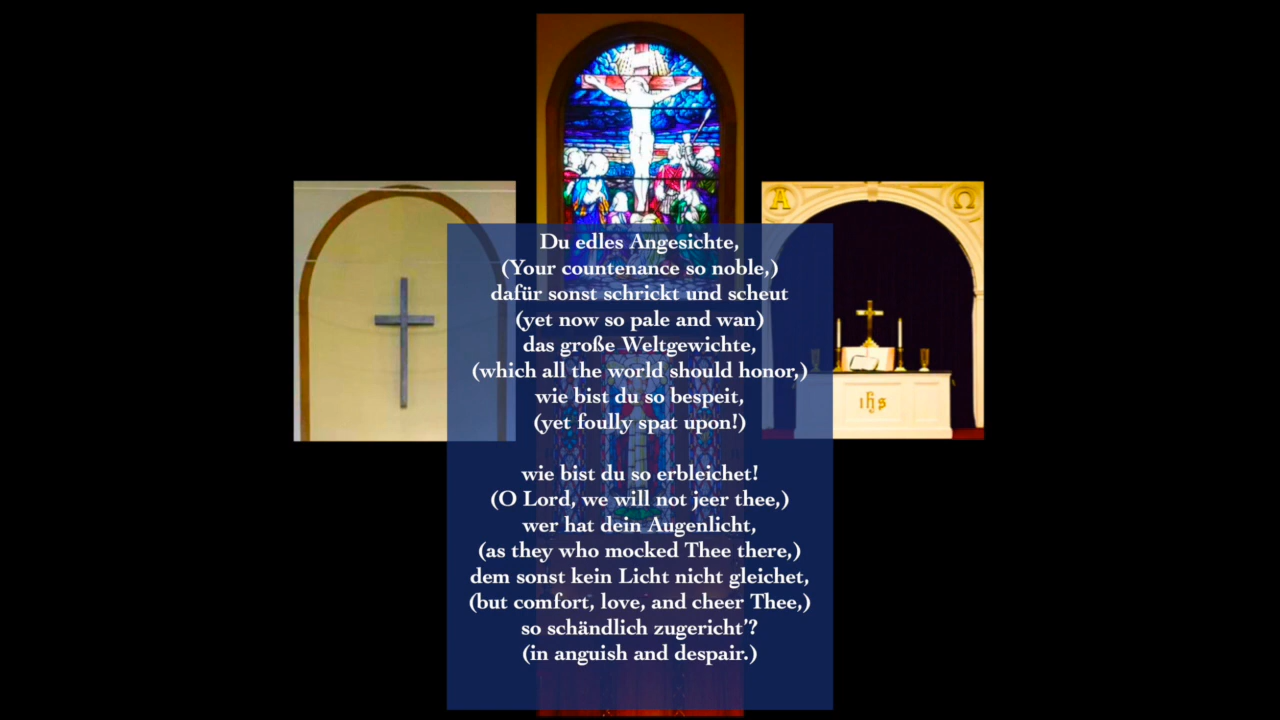 Α
Ω
Du edles Angesichte,
(Your countenance so noble,)
dafür sonst schrickt und scheut
(yet now so pale and wan)
das große Weltgewichte,
(which all the world should honor,)
wie bist du so bespeit,
(yet foully spat upon!)
ihs
wie bist du so erbleichet!
(O Lord, we will not jeer thee,)
wer hat dein Augenlicht,
(as they who mocked Thee there,)
dem sonst kein Licht nicht gleichet,
(but comfort, love, and cheer Thee,)
so schändlich zugericht’?
(in anguish and despair.)